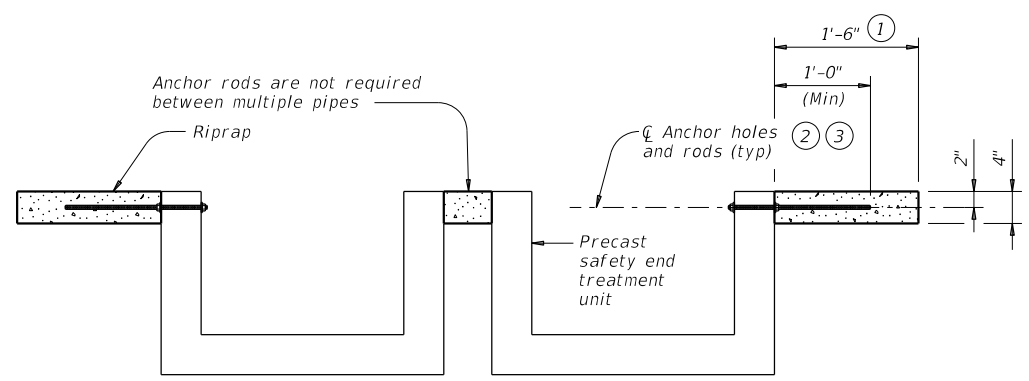 1'-6" 1
1'-0"
(Min)
Anchor rods are not required
between multiple pipes
Riprap
℄ Anchor holes 2 3
and rods (typ)
2"
4"
Precast
safety end
treatment
unit